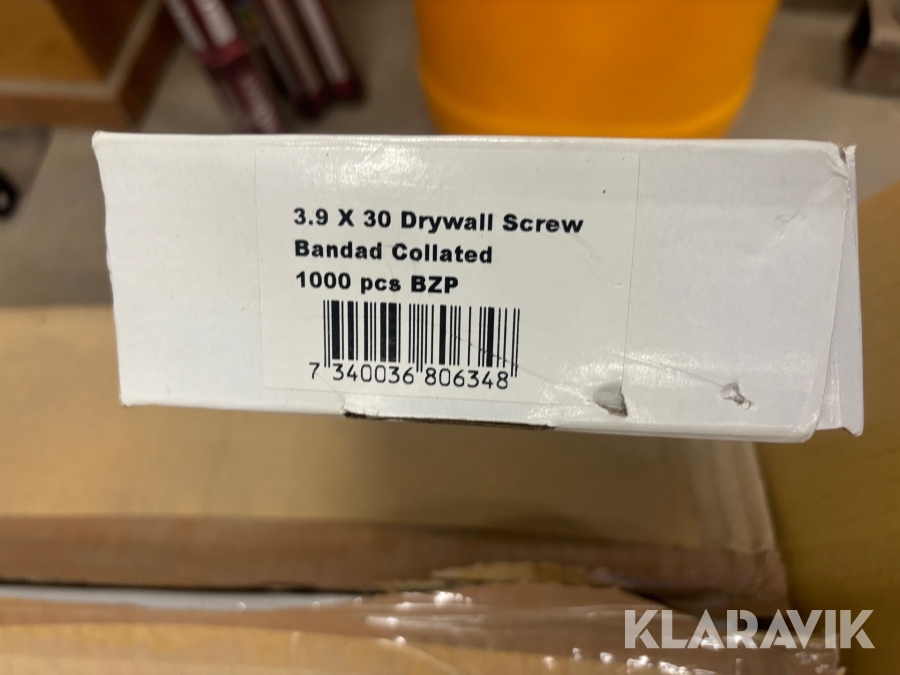 3.9 X 30 Drywall Screw
Bandad Collated
1000 pcs BZP
7 340036 806348
KLARAVIK